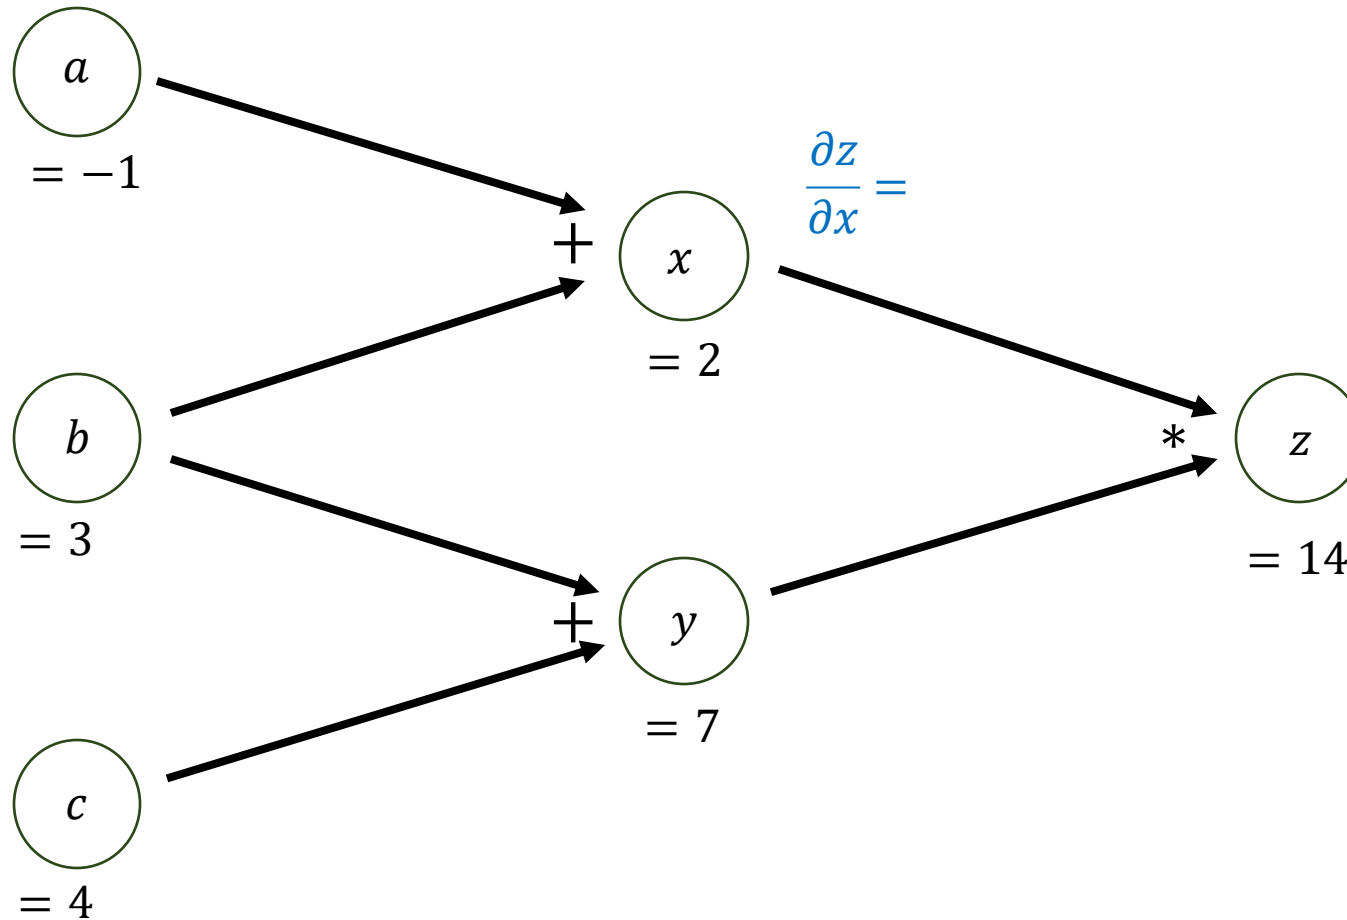 a
= −1
∂z/∂x =
+
x
= 2
b
= 3
*
z
= 14
+
y
= 7
c
= 4